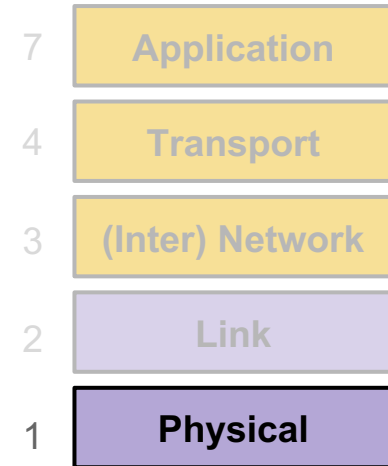 7 Application
4 Transport
3 (Inter) Network
2 Link
1 Physical